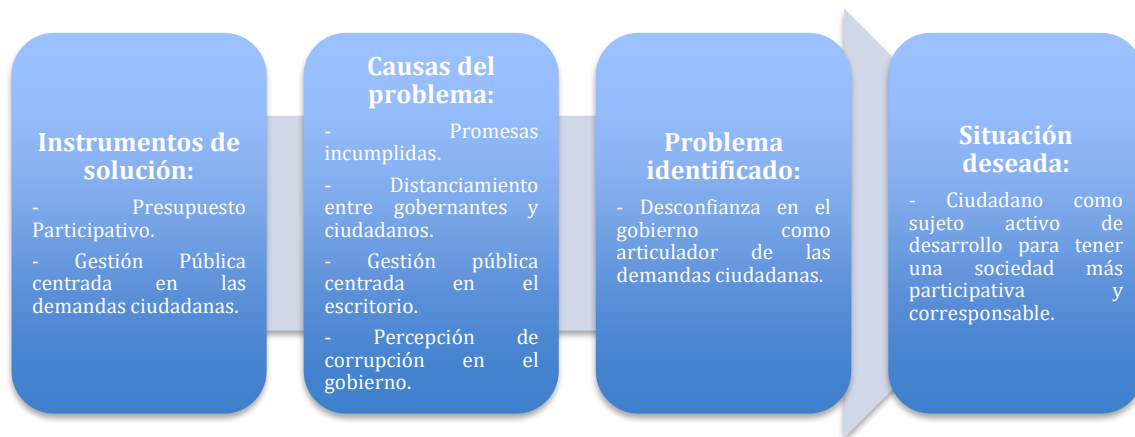 Instrumentos de
solución:
- Presupuesto
Participativo.
- Gestión Pública
centrada en las
demandas ciudadanas.
Causas del
problema:
- Promesas
incumplidas.
- Distanciamiento
entre gobernantes y
ciudadanos.
- Gestión pública
centrada en el
escritorio.
- Percepción de
corrupción en el
gobierno.
Problema
identificado:
- Desconfianza en el
gobierno como
articulador de las
demandas ciudadanas.
Situación
deseada:
- Ciudadano como
sujeto activo de
desarrollo para tener
una sociedad más
participativa y
corresponsable.